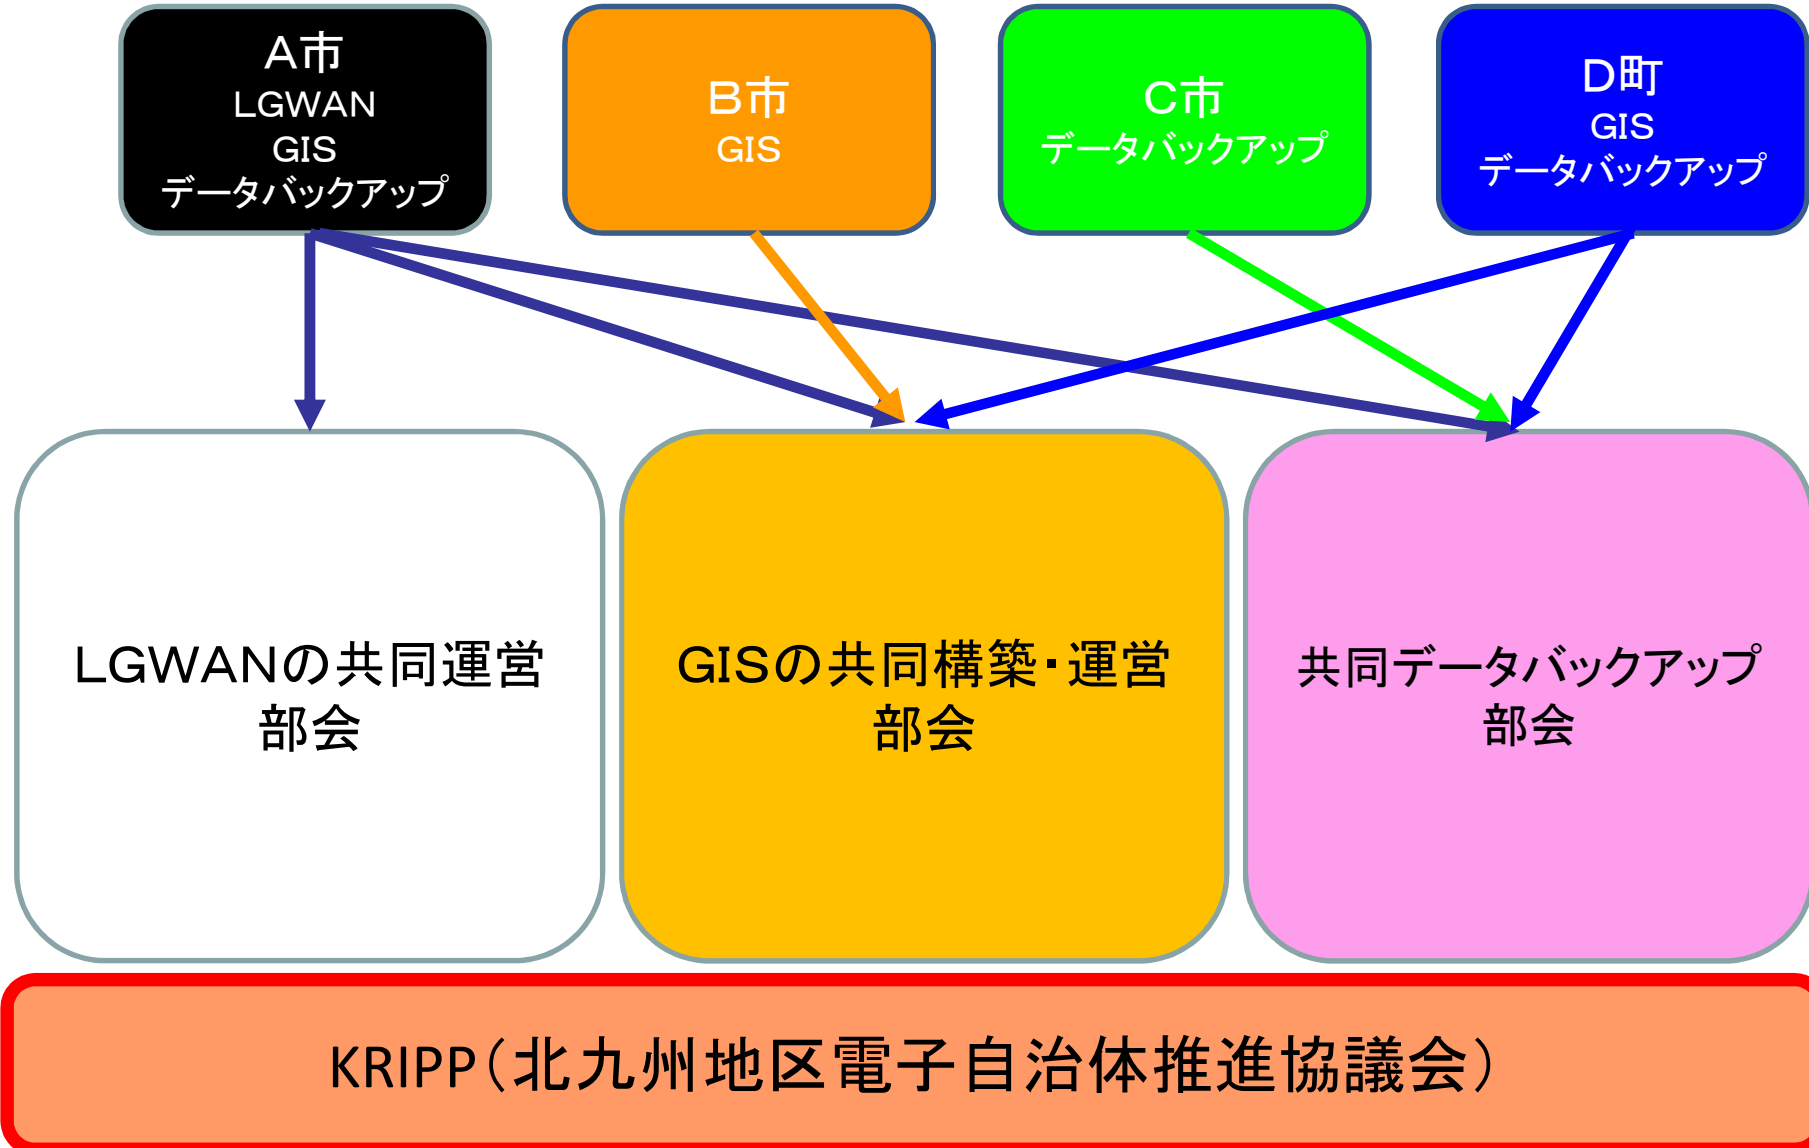 A市
LGWAN
GIS
データバックアップ
B市
GIS
C市
データバックアップ
D町
GIS
データバックアップ
LGWANの共同運営
部会
GISの共同構築・運営
部会
共同データバックアップ
部会
KRIPP（北九州地区電子自治体推進協議会）